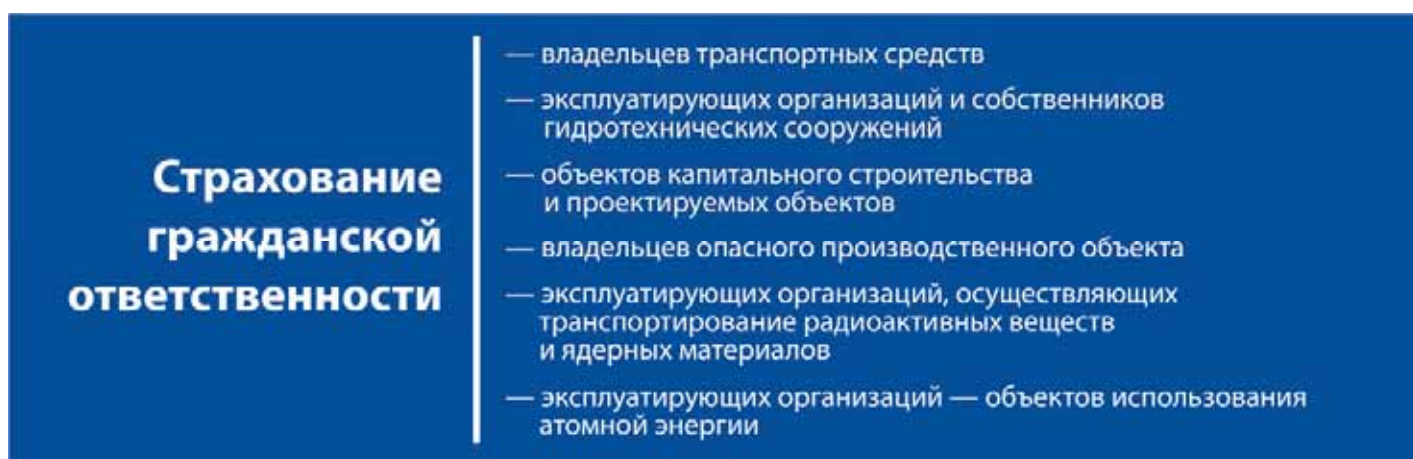 Страхование
гражданской
ответственности
— владельцев транспортных средств
— эксплуатирующих организаций и собственников
гидротехнических сооружений
— объектов капитального строительства
и проектируемых объектов
— владельцев опасного производственного объекта
— эксплуатирующих организаций, осуществляющих
транспортирование радиоактивных веществ
и ядерных материалов
— эксплуатирующих организаций — объектов использования
атомной энергии